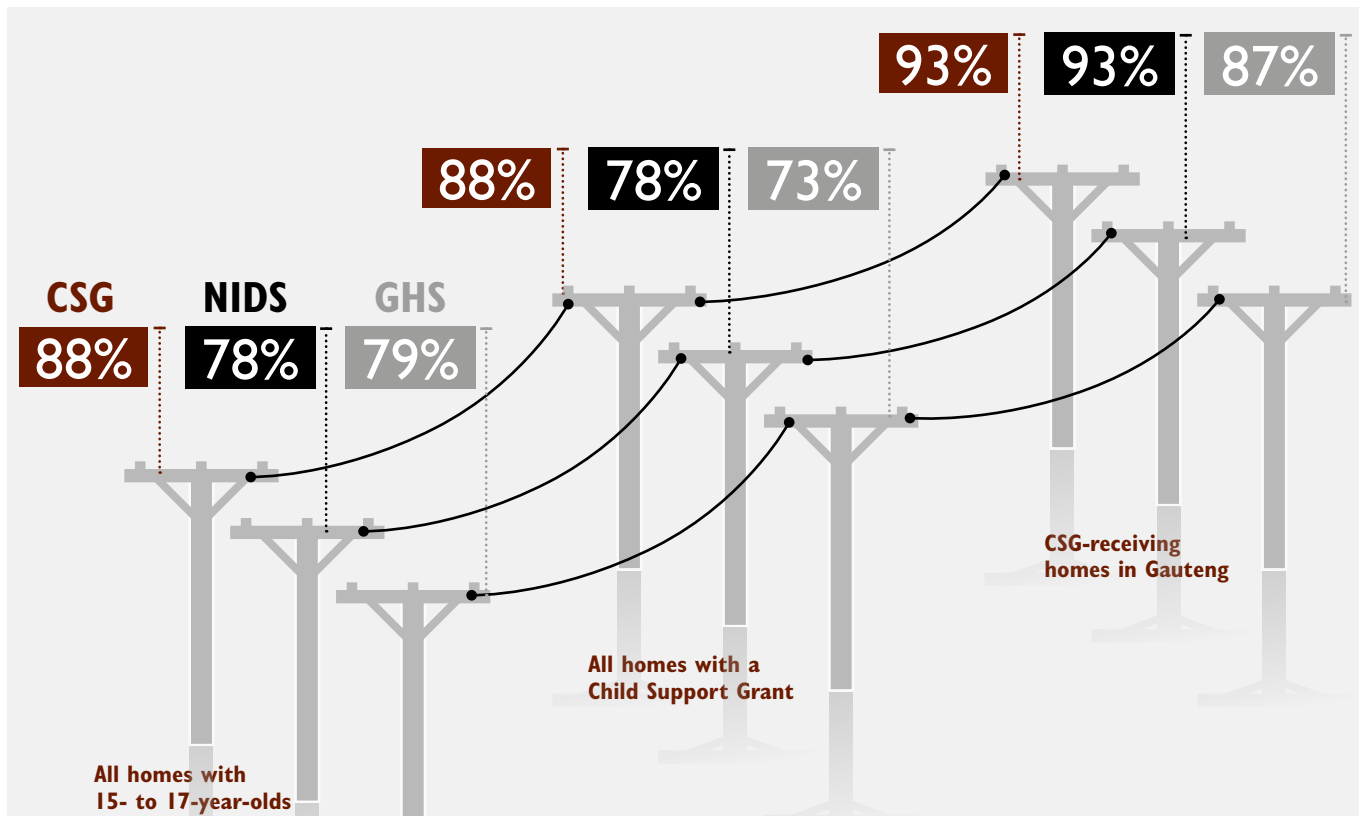 93% 93% 87%
88% 78% 73%
CSG NIDS GHS
88% 78% 79%
CSG-receiving
homes in Gauteng
All homes with a
Child Support Grant
All homes with
15- to 17-year-olds